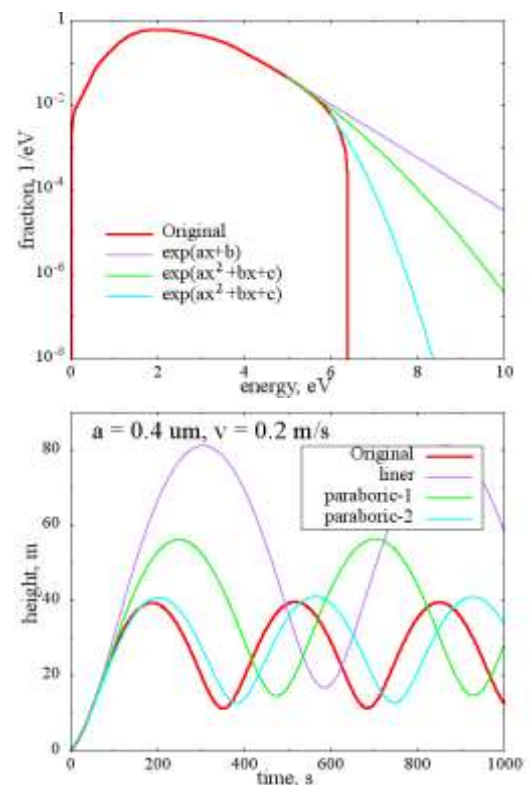 1
10⁻²
10⁻⁴
10⁻⁶
10⁻⁸
fraction, 1/eV
Original
exp(ax+b)
exp(ax²+bx+c)
exp(ax²+bx+c)
0 2 4 6 8 10
energy, eV
a = 0.4 um, v = 0.2 m/s
80
60
40
20
0
height, m
Original
liner
paraboric-1
paraboric-2
0 200 400 600 800 1000
time, s